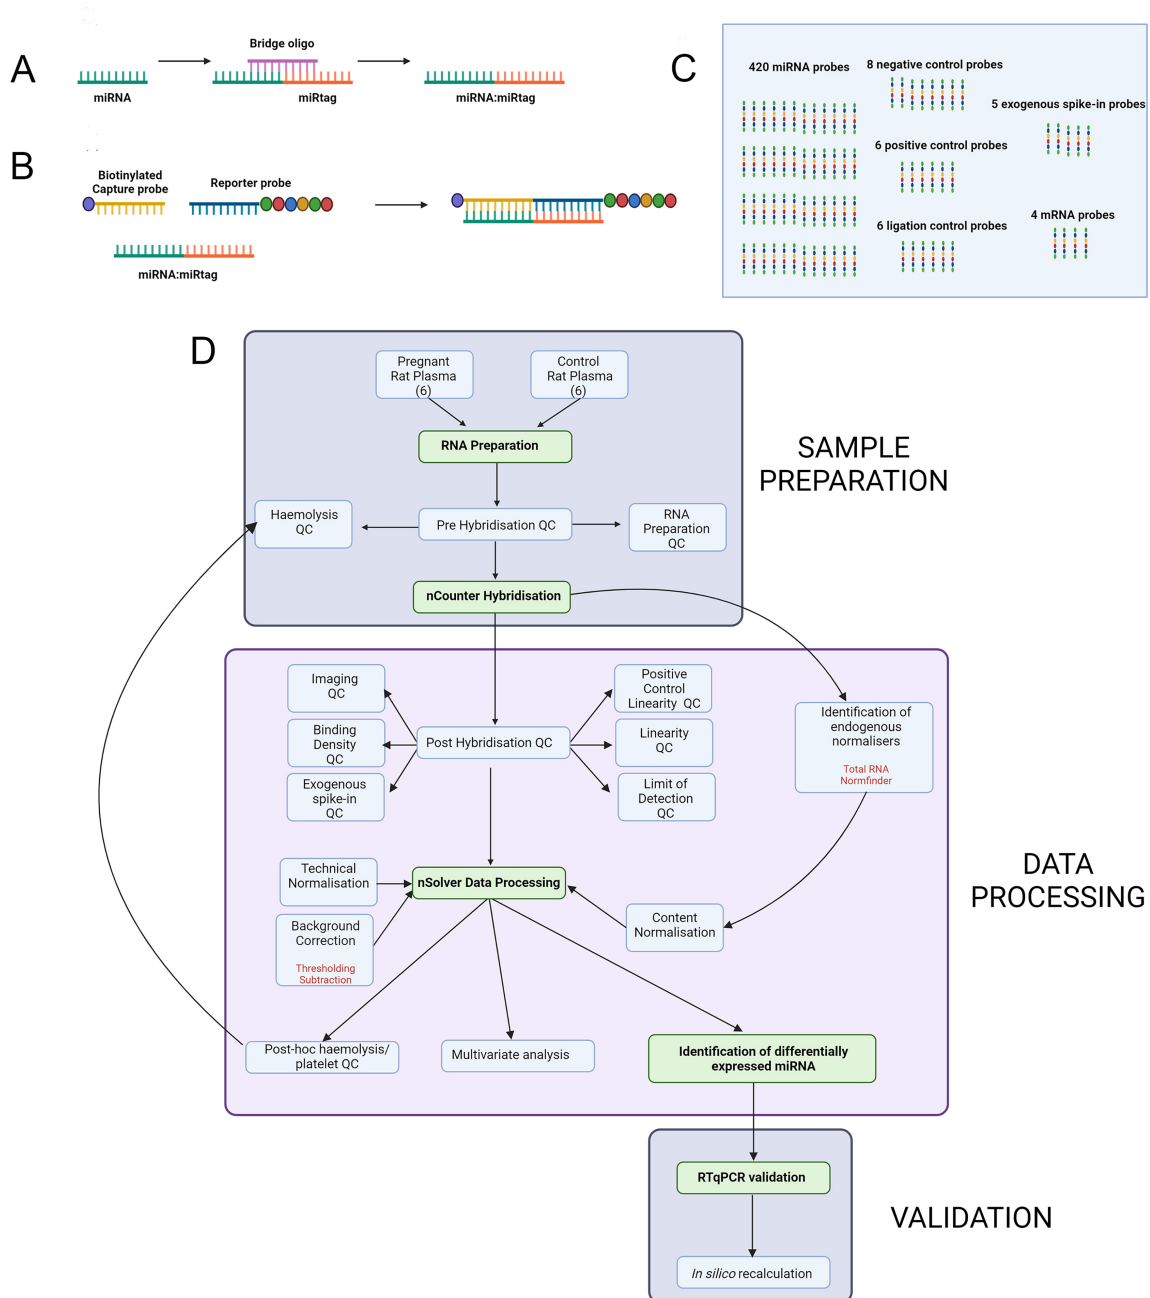 A
Bridge oligo
miRNA
miRtag
miRNA:miRtag
B
Biotinylated
Capture probe
Reporter probe
miRNA:miRtag
C
420 miRNA probes
8 negative control probes
5 exogenous spike-in probes
6 positive control probes
4 mRNA probes
6 ligation control probes
D
Pregnant
Rat Plasma
(6)
Control
Rat Plasma
(6)
RNA Preparation
SAMPLE
PREPARATION
Haemolysis
QC
Pre Hybridisation QC
RNA
Preparation
QC
nCounter Hybridisation
Imaging
QC
Positive
Control
Linearity QC
Binding
Density
QC
Post Hybridisation QC
Linearity
QC
Exogenous
spike-in
QC
Limit of
Detection
QC
Identification of
endogenous
normalisers
Total RNA
Normfinder
Technical
Normalisation
nSolver Data Processing
DATA
PROCESSING
Background
Correction
Thresholding
Subtraction
Content
Normalisation
Post-hoc haemolysis/
platelet QC
Multivariate analysis
Identification of differentially
expressed miRNA
RTqPCR validation
VALIDATION
In silico recalculation